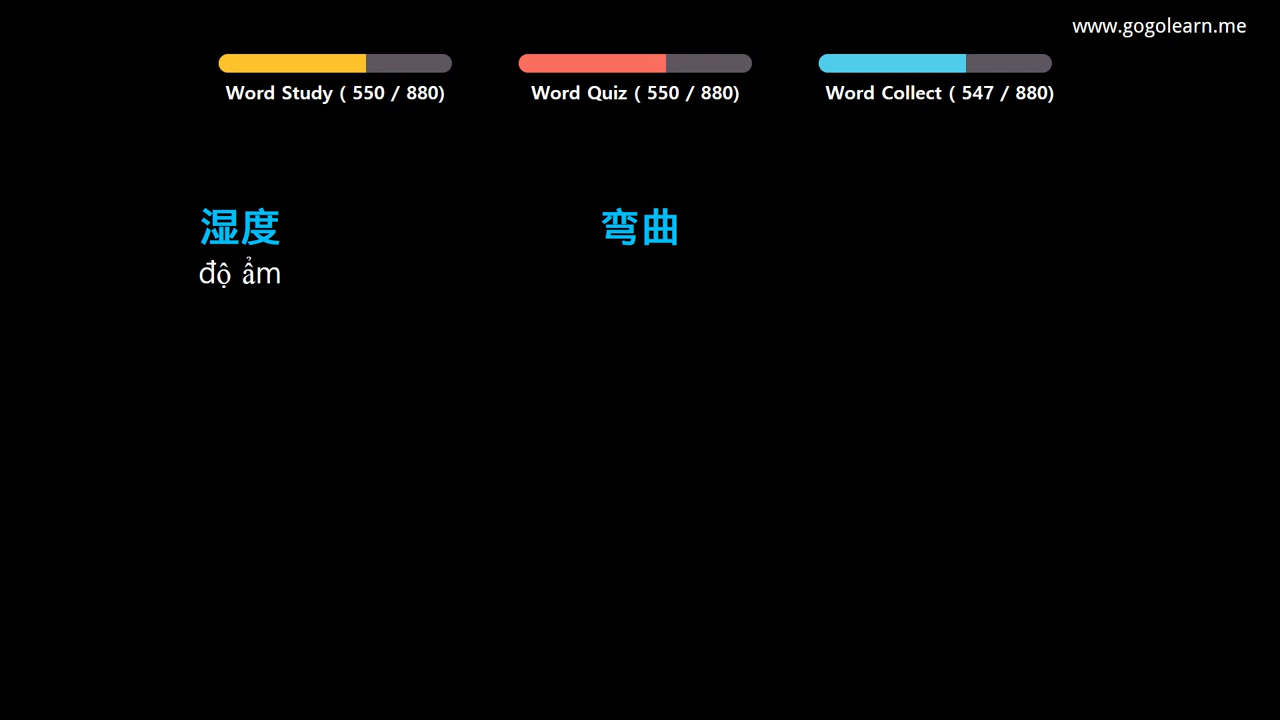 www.gogolearn.me
Word Study ( 550 / 880)
Word Quiz ( 550 / 880)
Word Collect ( 547 / 880)
湿度
弯曲
độ ẩm